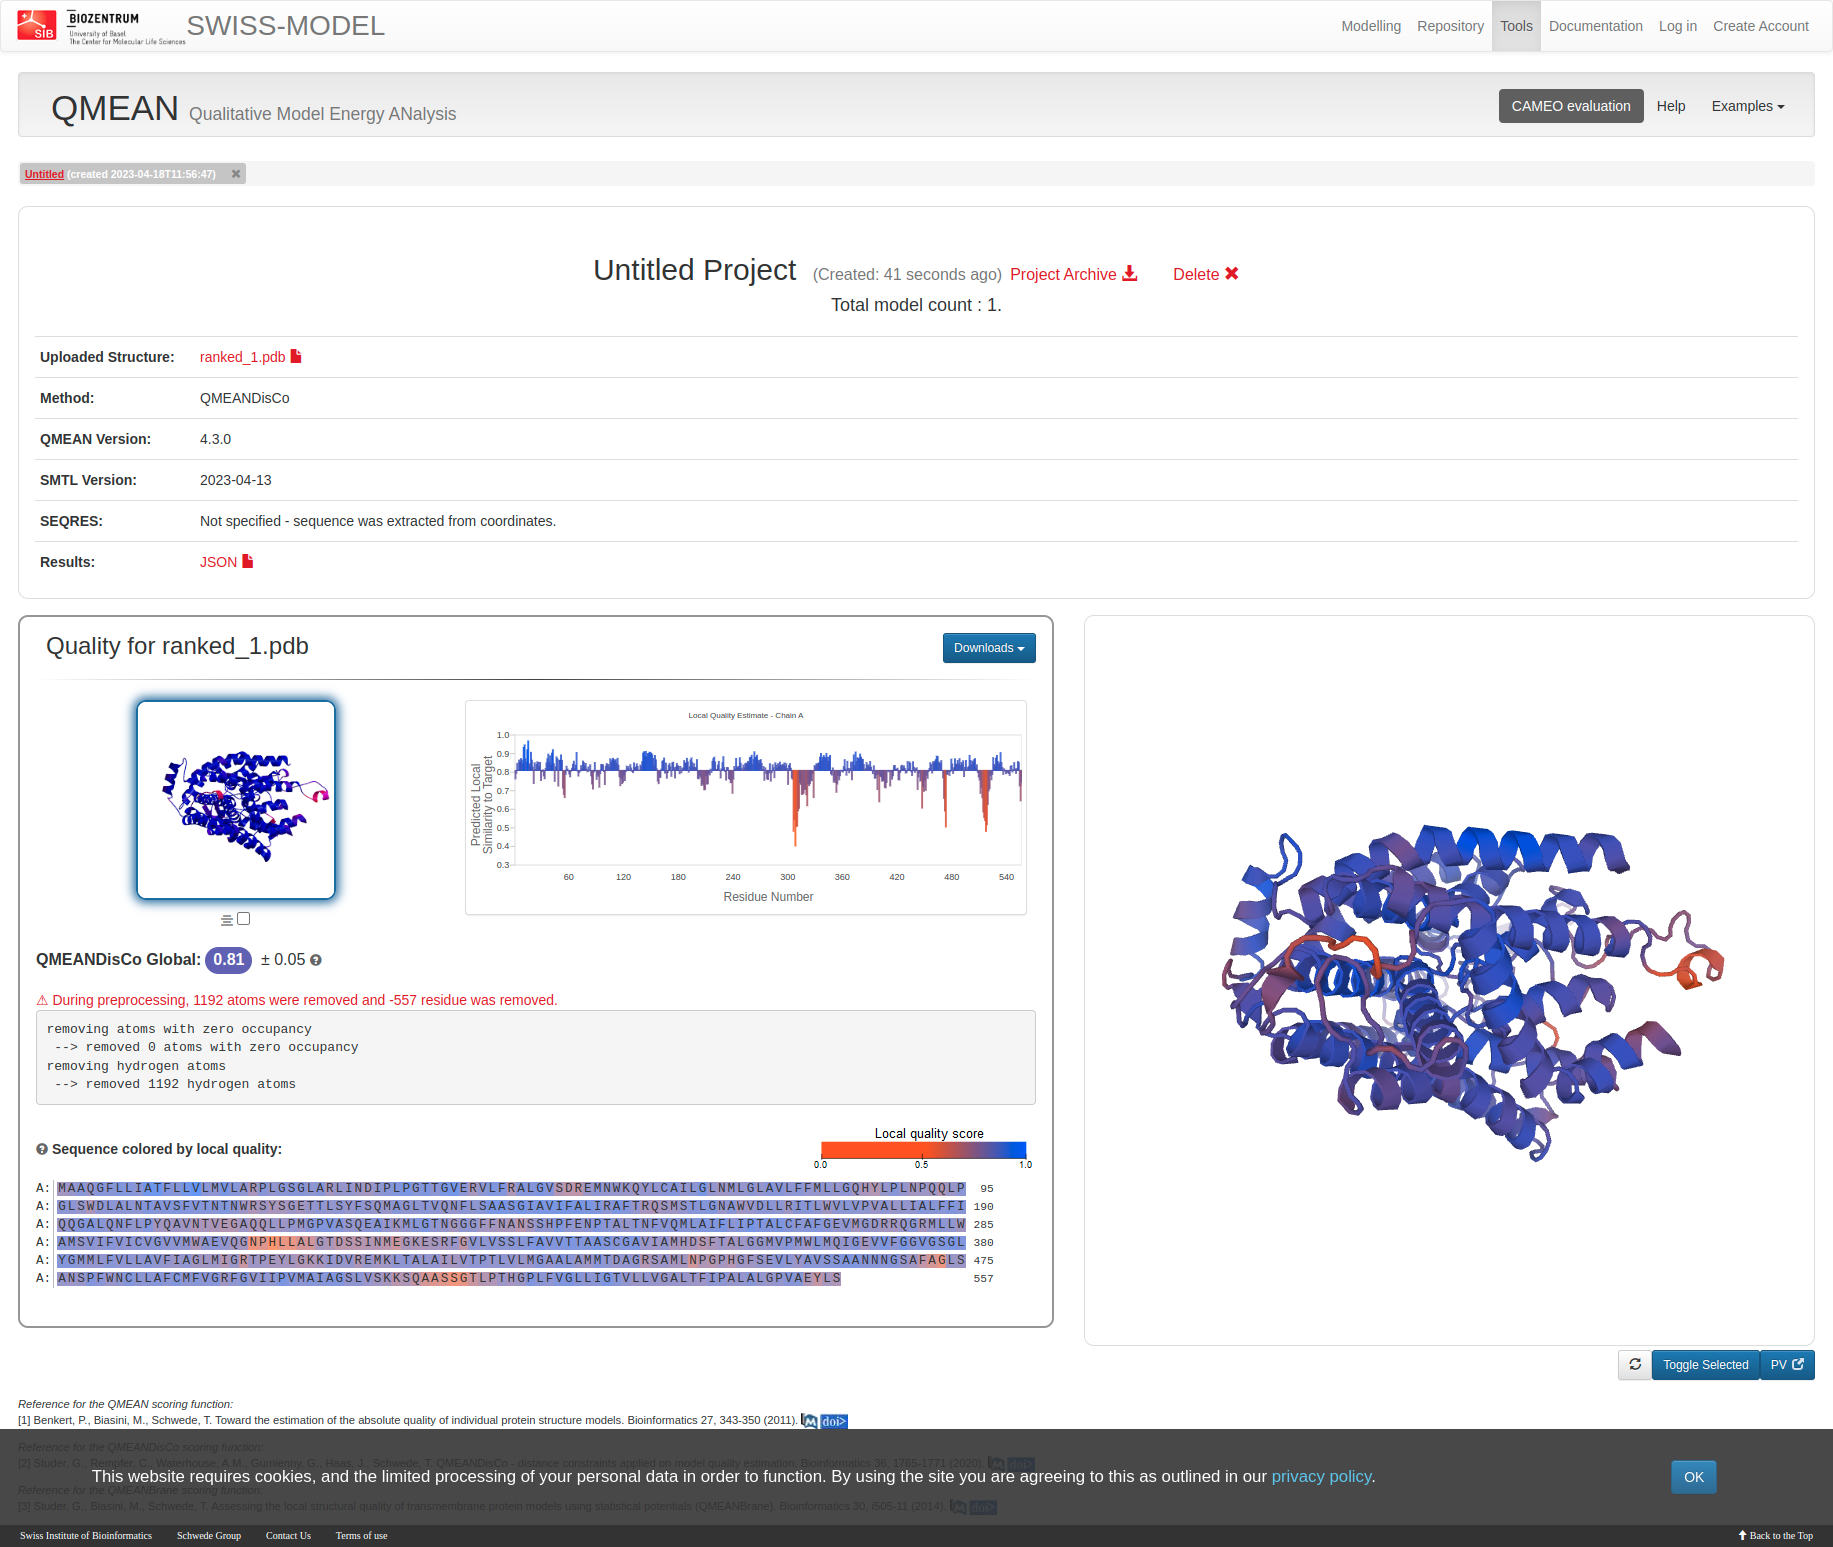 SIB
BIOZENTRUM
University of Basel
The Center for Molecular Life Sciences
SWISS-MODEL
Modelling
Repository
Tools
Documentation
Log in
Create Account
QMEAN Qualitative Model Energy ANalysis
CAMEO evaluation
Help
Examples
Untitled (created 2023-04-18T11:56:47)
Untitled Project (Created: 41 seconds ago) Project Archive Delete
Total model count : 1.
Uploaded Structure: ranked_1.pdb
Method: QMEANDisCo
QMEAN Version: 4.3.0
SMTL Version: 2023-04-13
SEQRES: Not specified - sequence was extracted from coordinates.
Results: JSON
Quality for ranked_1.pdb
Downloads
Local Quality Estimate - Chain A
Predicted Local
Similarity to Target
1.0
0.9
0.8
0.7
0.6
0.5
0.4
0.3
60 120 180 240 300 360 420 480 540
Residue Number
QMEANDisCo Global: 0.81 ± 0.05
During preprocessing, 1192 atoms were removed and -557 residue was removed.
removing atoms with zero occupancy
--> removed 0 atoms with zero occupancy
removing hydrogen atoms
--> removed 1192 hydrogen atoms
Local quality score
0.0 0.5 1.0
Sequence colored by local quality:
A: MAAQGFLLIATFLLVLMVLARPLGSGLARLINDIPLPGTTGVERVLFRALGVSDREMNWKQYLCAILGLNMLGLAVLFFMLLGQHYLPLNPQQLP 95
A: GLSWDLALNTAVSFVTNTNWRSYSGETTLSYFSQMAGLTVQNFLSAASGIAVIFALIRAFTRQSMSTLGNAWVDLLRITLWVLVPVALLIALFFI 190
A: QQGALQNFLPYQAVNTVEGAQQLLPMGPVASQEAIKMLGTNGGGFFNANSSHPFENPTALTNFVQMLAIFLIPTALCFAFGEVMGDRRQGRMLLW 285
A: AMSVIFVICVGVVMWAEVQGNPHLLALGTDSSINMEGKESRFGVLVSSLFAVVTTAASCGAVIAMHDSFTALGGMVPMWLMQIGEVVFGGVGSGL 380
A: YGMMLFVLLAVFIAGLMIGRTPEYLGKKIDVREMKLTALAILVTPTLVLMGAALAMMTDAGRSAMLNPGPHGFSEVLYAVSSAANNNGSAFAGLS 475
A: ANSPFWNCLLAFCMFVGRFGVIIPVMAIAGSLVSKKSQAASSGTLPTHGPLFVGLLIGTVLLVGALTFIPALALGPVAEYLS 557
Toggle Selected
PV
Reference for the QMEAN scoring function:
[1] Benkert, P., Biasini, M., Schwede, T. Toward the estimation of the absolute quality of individual protein structure models. Bioinformatics 27, 343-350 (2011). M doi>
Reference for the QMEANDisCo scoring function:
[2] Studer, G., Rempfer, C., Waterhouse, A.M., Gumienny, G., Haas, J., Schwede, T. QMEANDisCo - distance constraints applied on model quality estimation. Bioinformatics 36, 1765-1771 (2020). M doi>
This website requires cookies, and the limited processing of your personal data in order to function. By using the site you are agreeing to this as outlined in our privacy policy.
OK
Reference for the QMEANBrane scoring function:
[3] Studer, G., Biasini, M., Schwede, T. Assessing the local structural quality of transmembrane protein models using statistical potentials (QMEANBrane). Bioinformatics 30, i505-11 (2014). M doi>
Swiss Institute of Bioinformatics
Schwede Group
Contact Us
Terms of use
Back to the Top